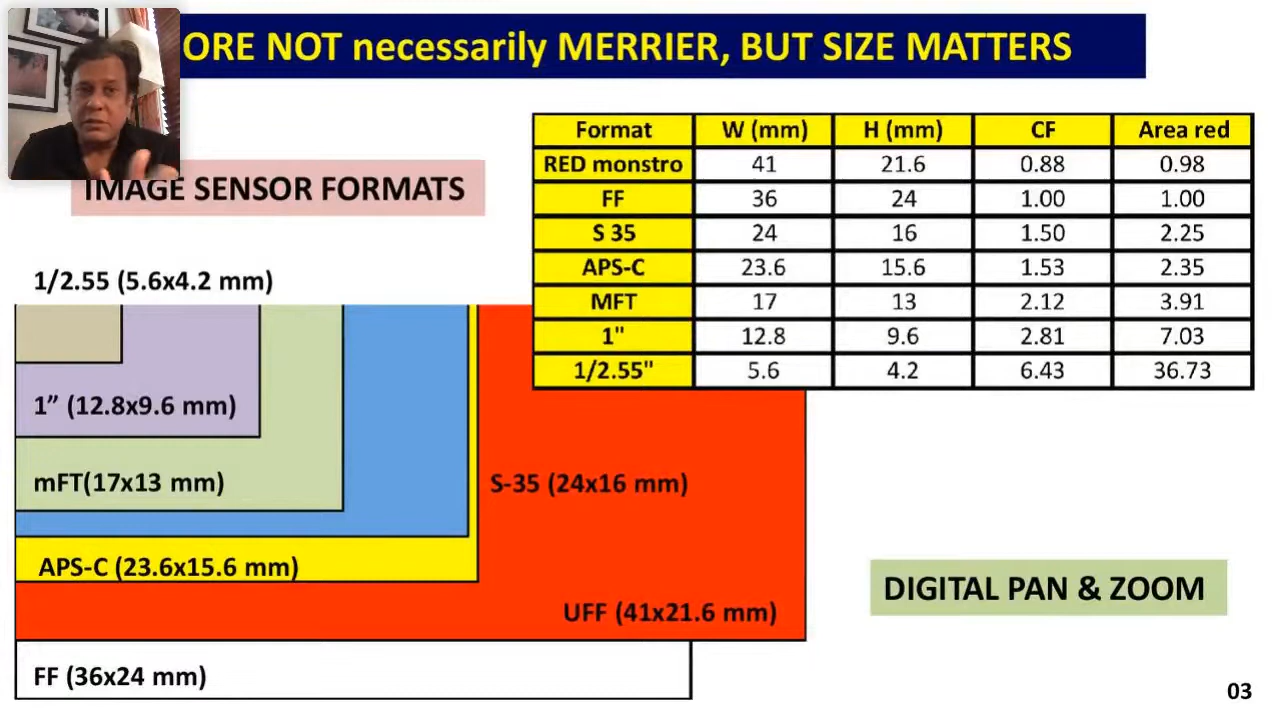 ORE NOT necessarily MERRIER, BUT SIZE MATTERS
IMAGE SENSOR FORMATS
Format W (mm) H (mm) CF Area red
RED monstro 41 21.6 0.88 0.98
FF 36 24 1.00 1.00
S 35 24 16 1.50 2.25
APS-C 23.6 15.6 1.53 2.35
MFT 17 13 2.12 3.91
1" 12.8 9.6 2.81 7.03
1/2.55" 5.6 4.2 6.43 36.73
1/2.55 (5.6x4.2 mm)
1” (12.8x9.6 mm)
mFT(17x13 mm)
S-35 (24x16 mm)
APS-C (23.6x15.6 mm)
UFF (41x21.6 mm)
FF (36x24 mm)
DIGITAL PAN & ZOOM
03